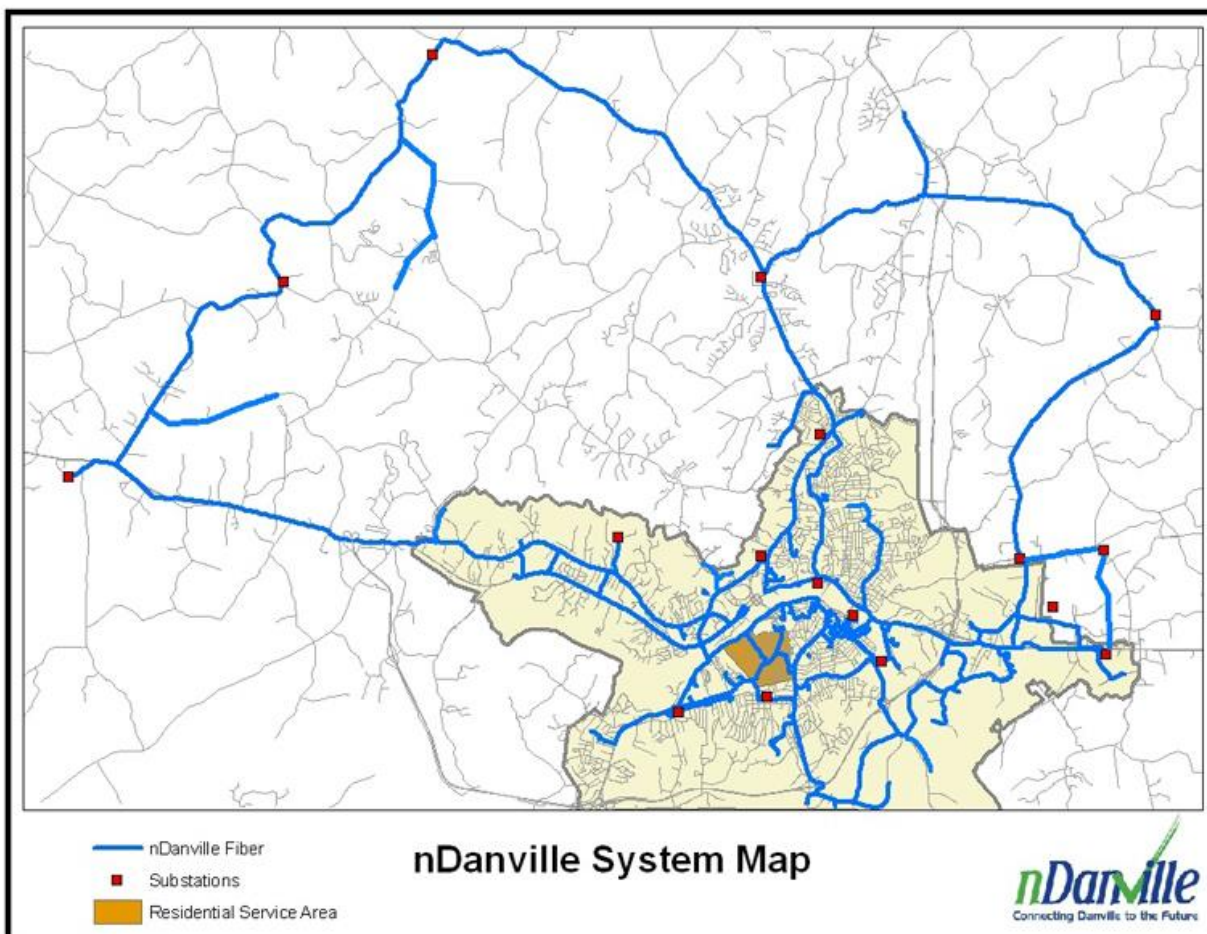 nDanville Fiber
Substations
Residential Service Area
nDanville System Map
nDanville
Connecting Danville to the Future